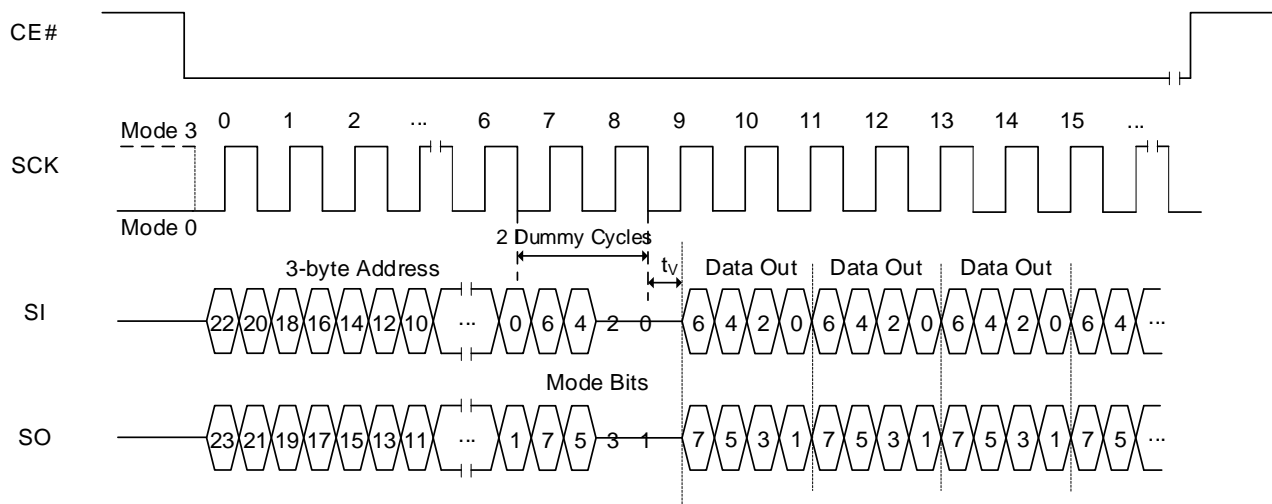 CE#
0 1 2 ... 6 7 8 9 10 11 12 13 14 15 ...
Mode 3
SCK
Mode 0
2 Dummy Cycles
3-byte Address tV Data Out Data Out Data Out
SI 22 20 18 16 14 12 10 ... 0 6 4 2 0 6 4 2 0 6 4 2 0 6 4 2 0 6 4 ...
Mode Bits
SO 23 21 19 17 15 13 11 ... 1 7 5 3 1 7 5 3 1 7 5 3 1 7 5 3 1 7 5 ...